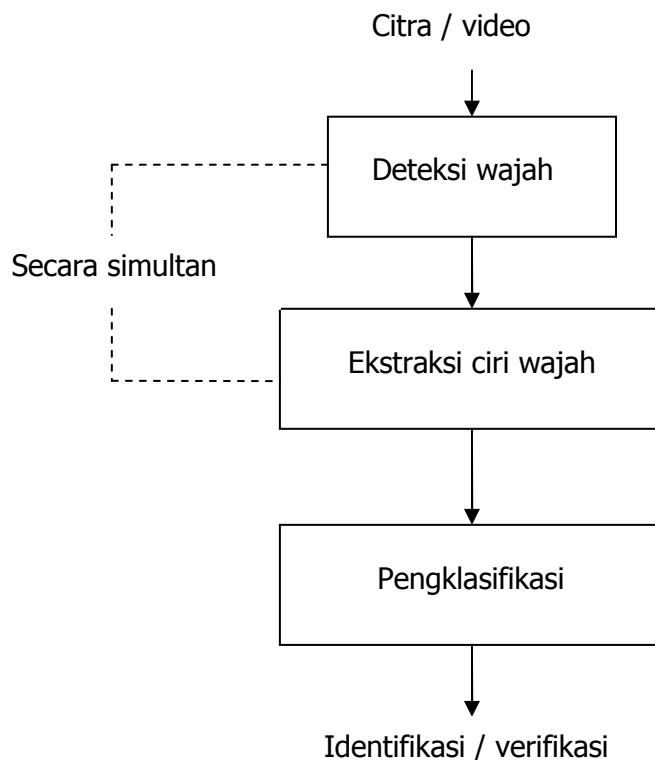 Citra / video
Deteksi wajah
Secara simultan
Ekstraksi ciri wajah
Pengklasifikasi
Identifikasi / verifikasi